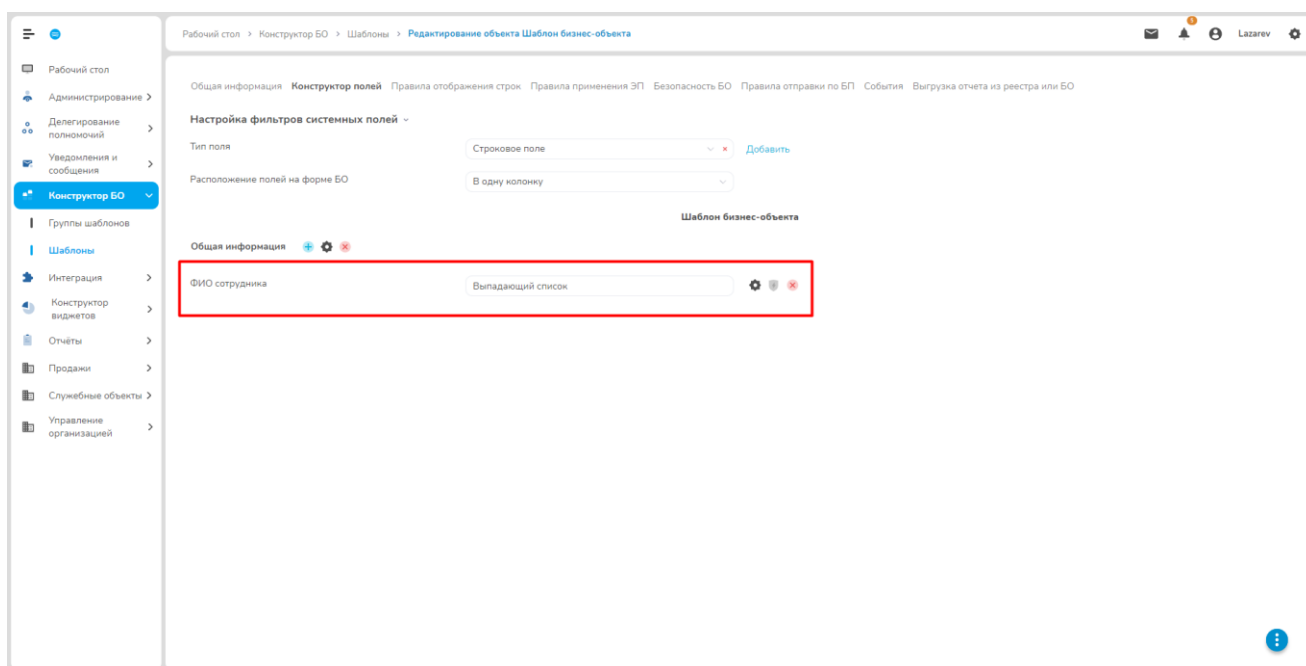 Рабочий стол > Конструктор БО > Шаблоны > Редактирование объекта Шаблон бизнес-объекта
1
Lazarev
Рабочий стол
Администрирование
Делегирование
полномочий
Уведомления и
сообщения
Конструктор БО
Группы шаблонов
Шаблоны
Интеграция
Конструктор
виджетов
Отчёты
Продажи
Служебные объекты
Управление
организацией
Общая информация Конструктор полей Правила отображения строк Правила применения ЭП Безопасность БО Правила отправки по БП События Выгрузка отчета из реестра или БО
Настройка фильтров системных полей
Тип поля Строковое поле Добавить
Расположение полей на форме БО В одну колонку
Шаблон бизнес-объекта
Общая информация
ФИО сотрудника Выпадающий список